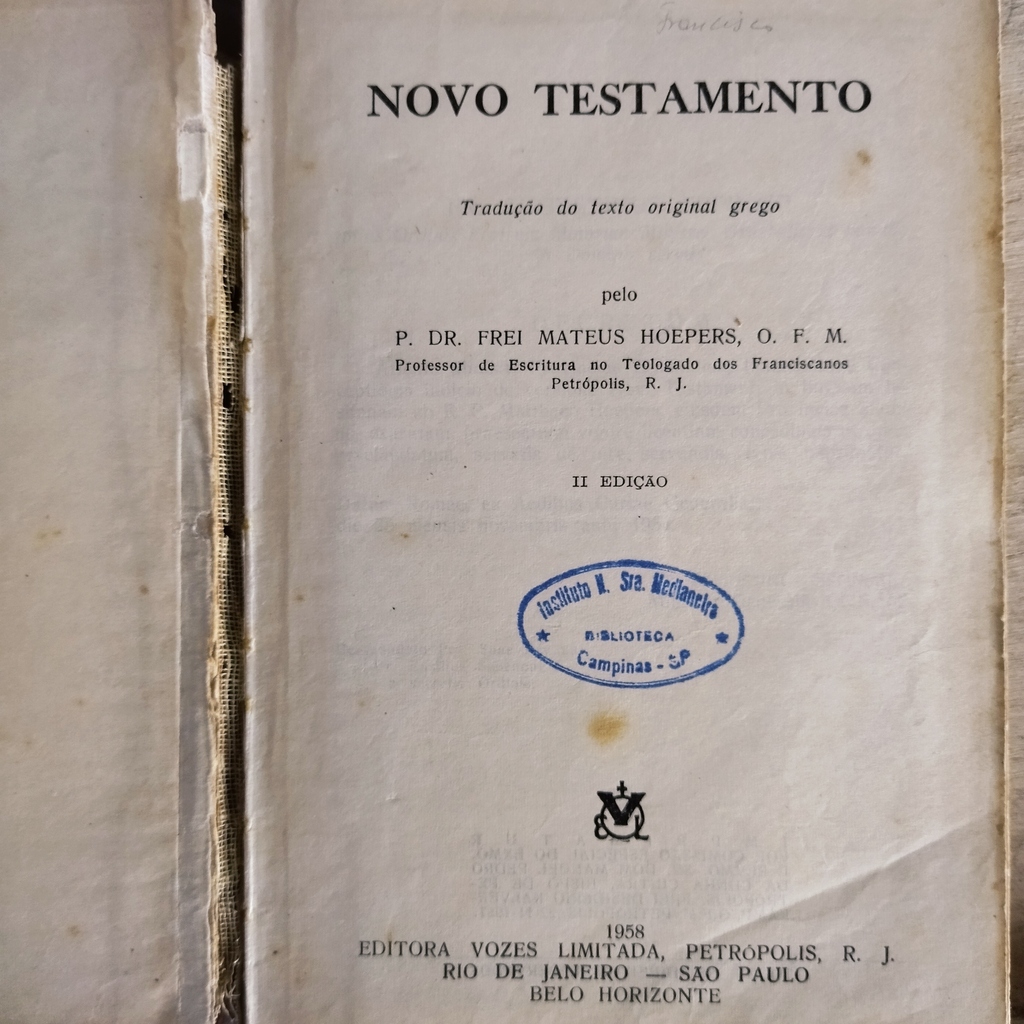 Francisco
NOVO TESTAMENTO
Tradução do texto original grego
pelo
P. DR. FREI MATEUS HOEPERS, O. F. M.
Professor de Escritura no Teologado dos Franciscanos
Petrópolis, R. J.
II EDIÇÃO
Instituto N. Sra. Medianeira
BIBLIOTECA
Campinas - SP
1958
EDITORA VOZES LIMITADA, PETRÓPOLIS, R. J.
RIO DE JANEIRO — SÃO PAULO
BELO HORIZONTE